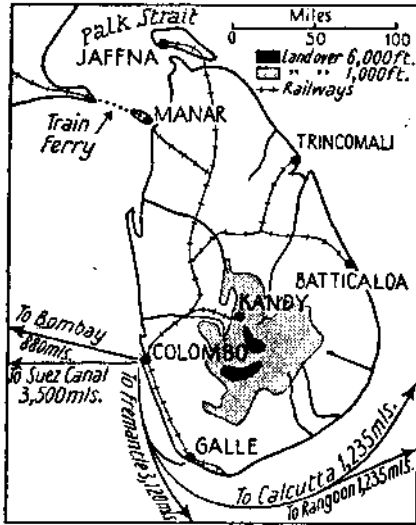 Palk Strait
JAFFNA
Miles
0 50 100
Land over 6,000ft.
" " 1,000ft.
Railways
MANAR
Train
Ferry
TRINCOMALI
BATTICALOA
KANDY
To Bombay
880mls.
COLOMBO
To Suez Canal
3,500mls.
To Fremantle 3,120mls.
GALLE
To Calcutta 1,235mls.
To Rangoon 1,235mls.